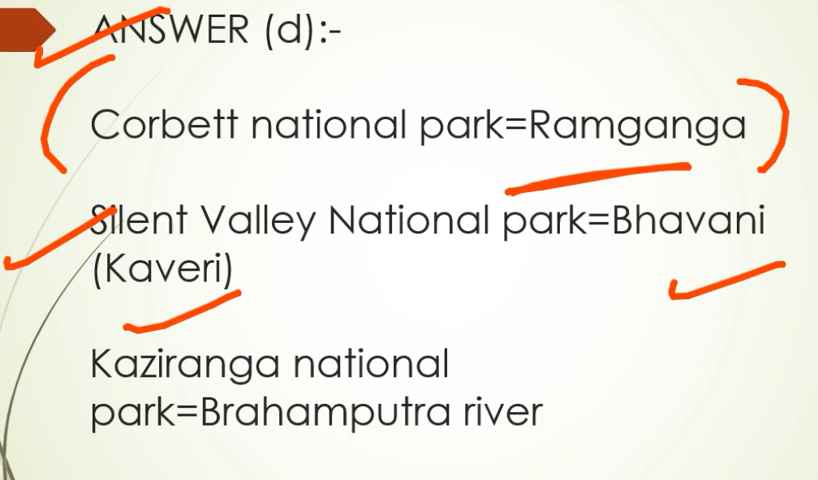 ANSWER (d):-
Corbett national park=Ramganga
Silent Valley National park=Bhavani
(Kaveri)
Kaziranga national
park=Brahamputra river